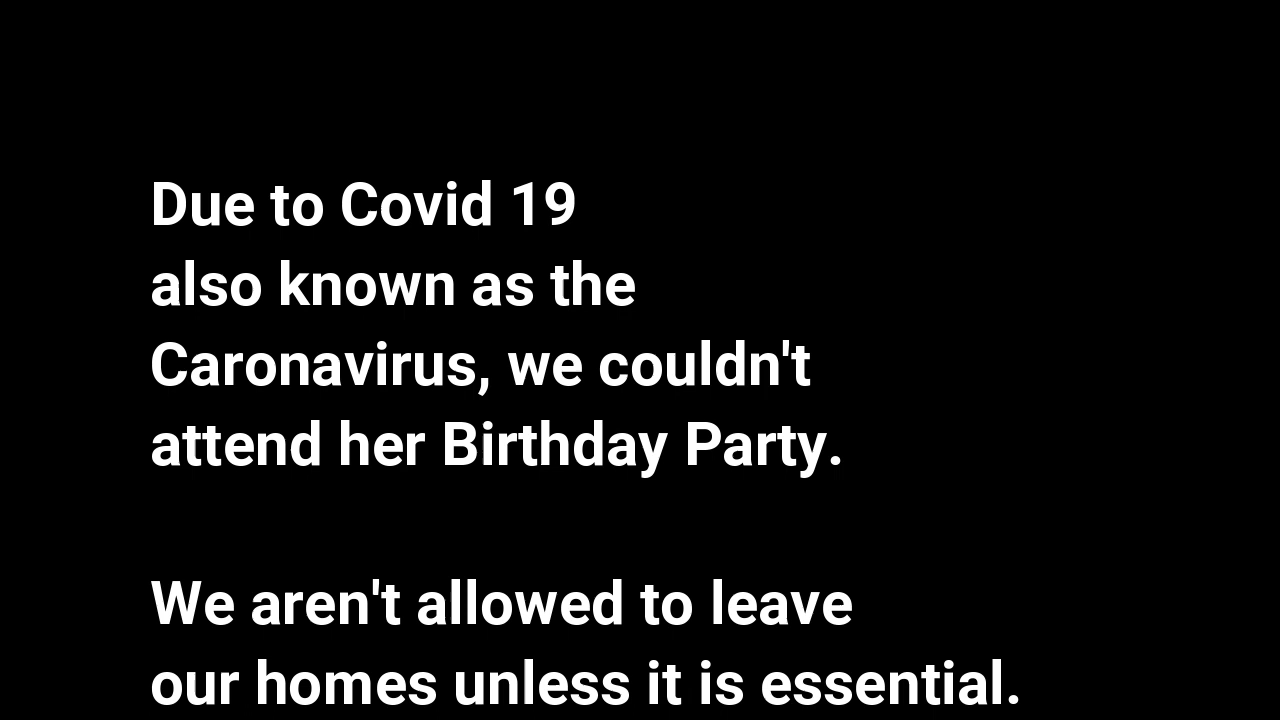 Due to Covid 19
also known as the
Caronavirus, we couldn't
attend her Birthday Party.
We aren't allowed to leave
our homes unless it is essential.